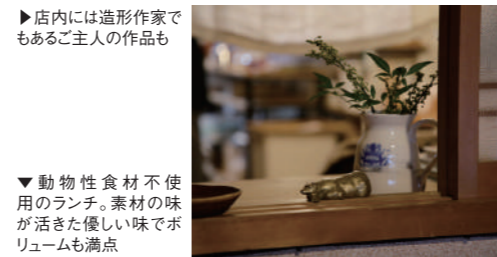 ▶店内には造形作家で
もあるご主人の作品も
▼動物性食材不使
用のランチ。素材の味
が活きた優しい味でボ
リュームも満点